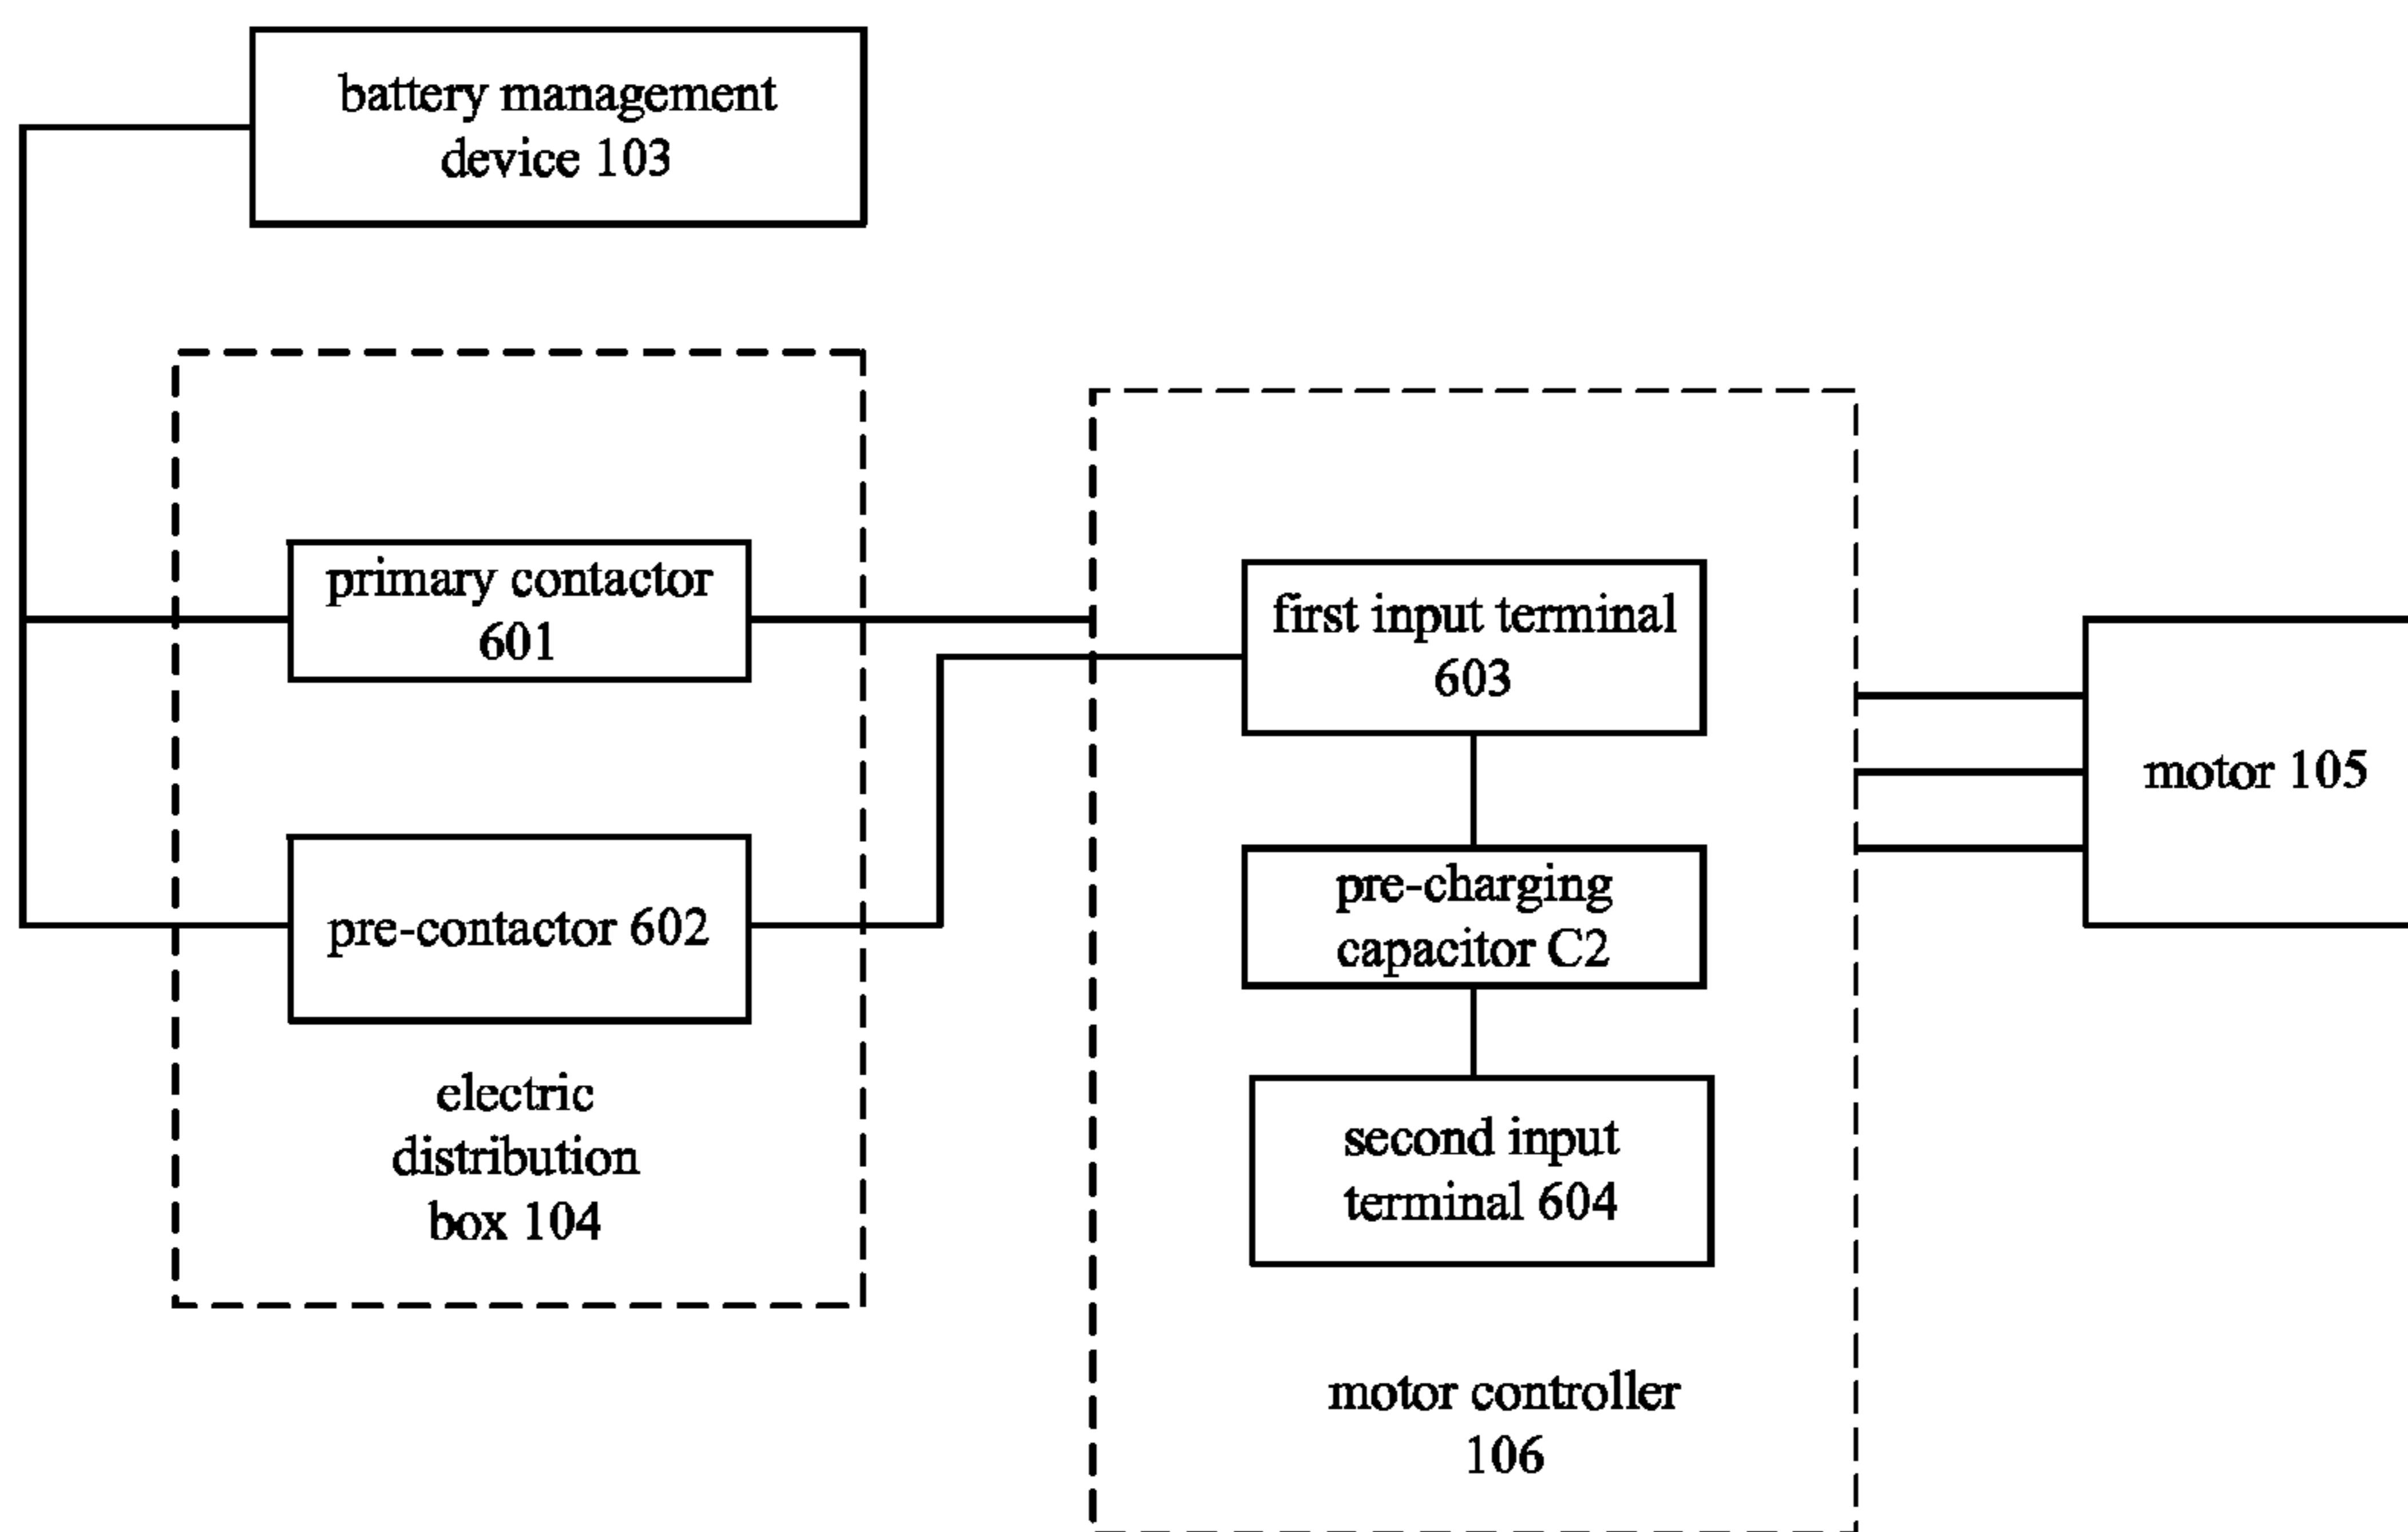 battery management
device 103
primary contactor
601
pre-contactor 602
electric
distribution
box 104
first input terminal
603
pre-charging
capacitor C2
second input
terminal 604
motor controller
106
motor 105